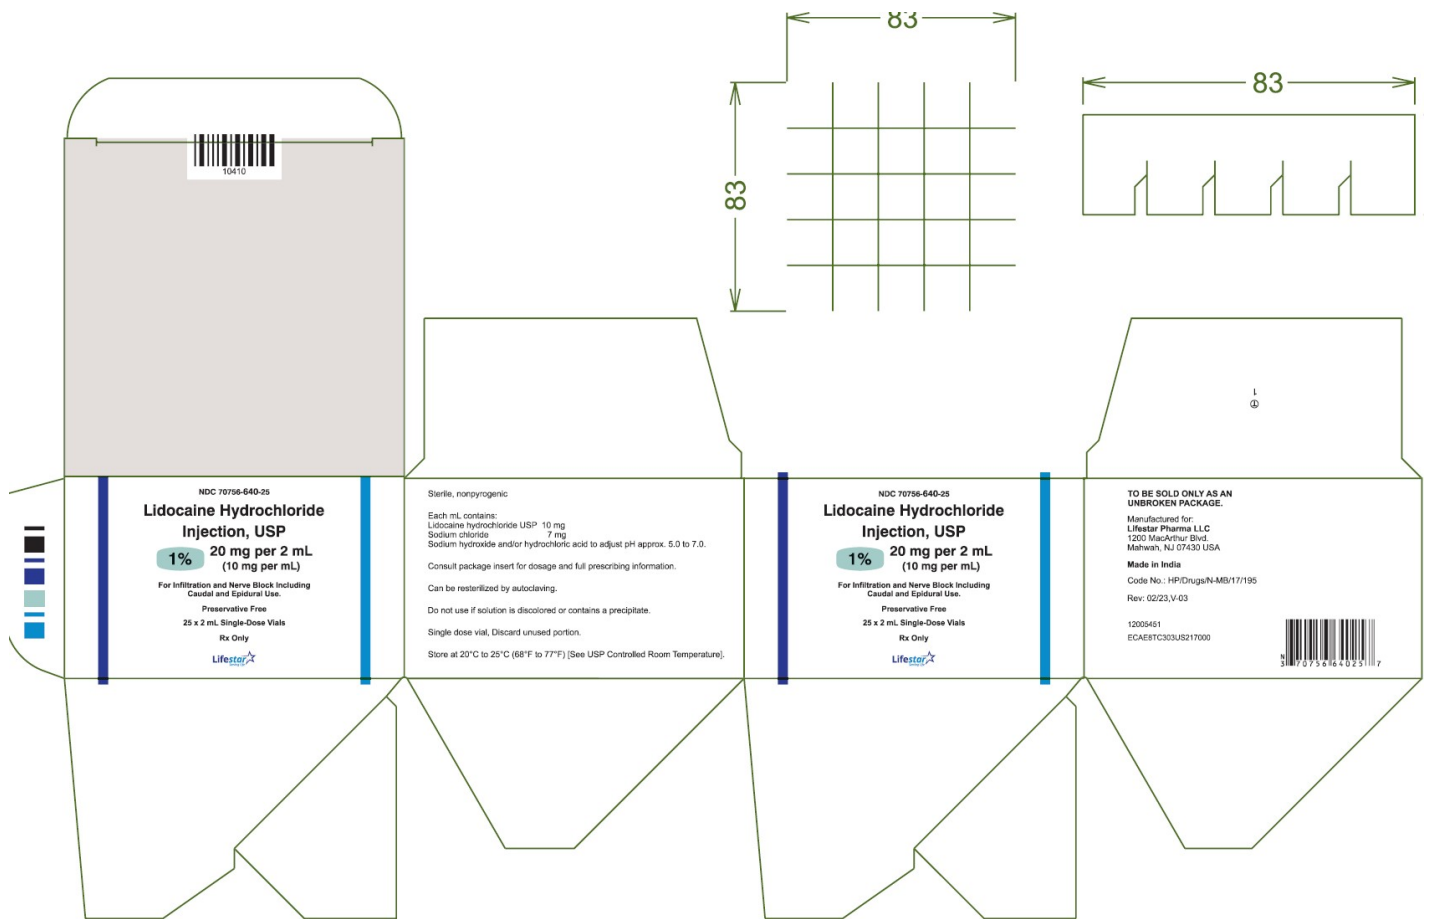 83
83
83
10410
1
T
NDC 70756-640-25
Lidocaine Hydrochloride
Injection, USP
1%
20 mg per 2 mL
(10 mg per mL)
For Infiltration and Nerve Block Including
Caudal and Epidural Use.
Preservative Free
25 x 2 mL Single-Dose Vials
Rx Only
Lifestar
Sterile, nonpyrogenic
Each mL contains:
Lidocaine hydrochloride USP 10 mg
Sodium chloride 7 mg
Sodium hydroxide and/or hydrochloric acid to adjust pH approx. 5.0 to 7.0.
Consult package insert for dosage and full prescribing information.
Can be resterilized by autoclaving.
Do not use if solution is discolored or contains a precipitate.
Single dose vial, Discard unused portion.
Store at 20°C to 25°C (68°F to 77°F) [See USP Controlled Room Temperature].
NDC 70756-640-25
Lidocaine Hydrochloride
Injection, USP
1%
20 mg per 2 mL
(10 mg per mL)
For Infiltration and Nerve Block Including
Caudal and Epidural Use.
Preservative Free
25 x 2 mL Single-Dose Vials
Rx Only
Lifestar
TO BE SOLD ONLY AS AN
UNBROKEN PACKAGE.
Manufactured for:
Lifestar Pharma LLC
1200 MacArthur Blvd.
Mahwah, NJ 07430 USA
Made in India
Code No.: HP/Drugs/N-MB/17/195
Rev: 02/23,V-03
12005451
ECAE8TC303US217000
N
3 70756 64025 7